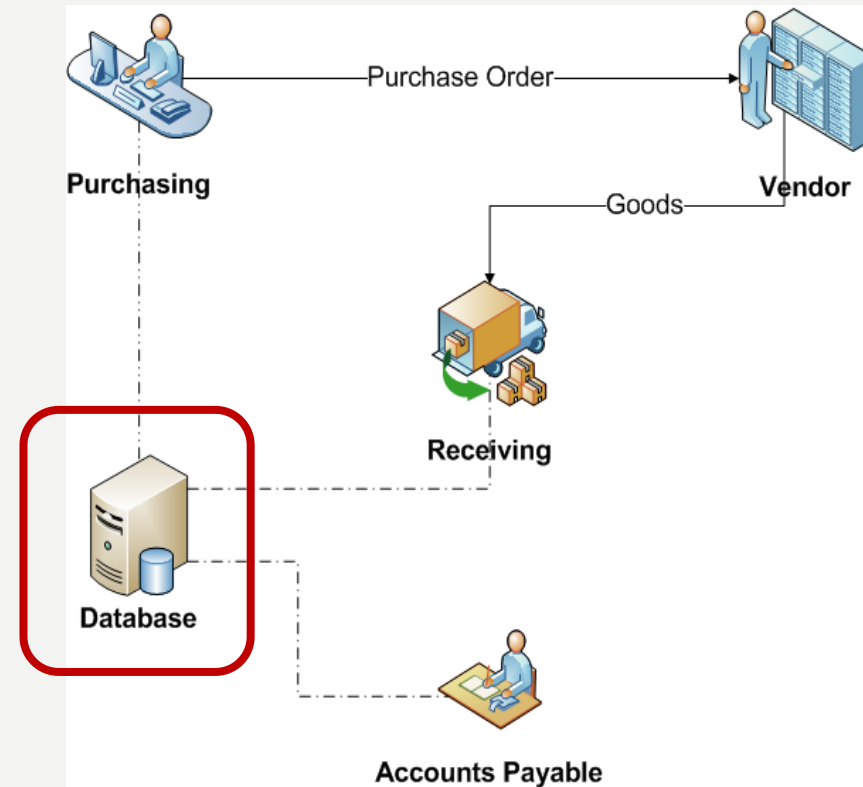 Purchase Order
Purchasing
Vendor
Goods
Receiving
Database
Accounts Payable